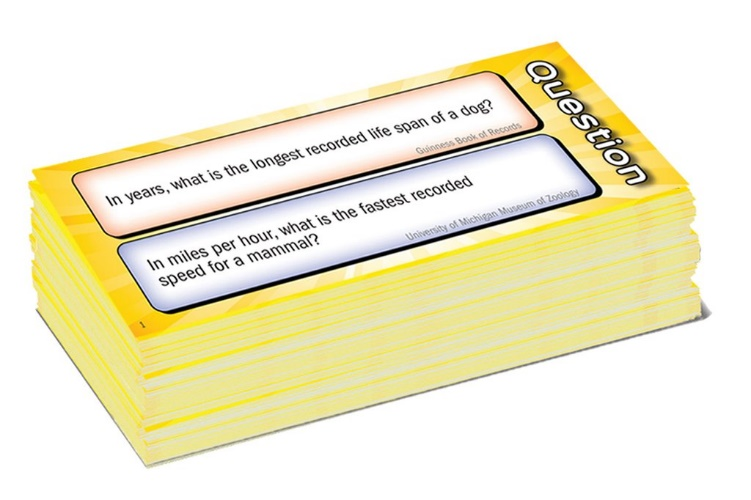 Question
In years, what is the longest recorded life span of a dog?
Guinness Book of Records
In miles per hour, what is the fastest recorded
speed for a mammal?
University of Michigan Museum of Zoology
1